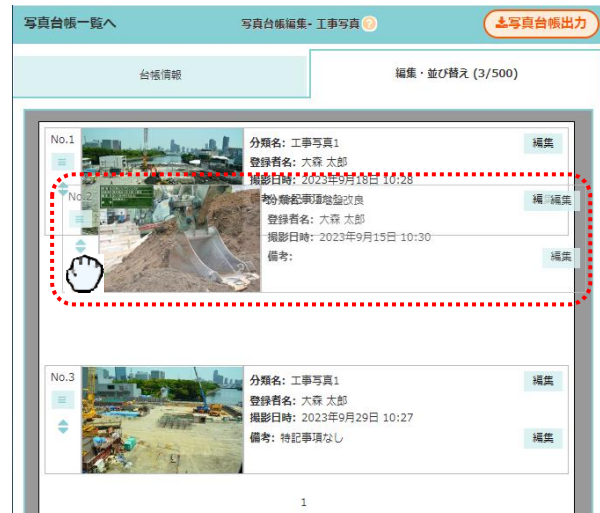 写真台帳一覧へ
写真台帳編集- 工事写真 ?
写真台帳出力
台帳情報
編集・並び替え (3/500)
No.1
分類名: 工事写真1
編集
登録者名: 大森 太郎
撮影日時: 2023年9月18日 10:28
No.2
編集
登録者名: 大森 太郎
撮影日時: 2023年9月15日 10:30
備考:
編集
No.3
分類名: 工事写真1
編集
登録者名: 大森 太郎
撮影日時: 2023年9月29日 10:27
備考: 特記事項なし
編集
1